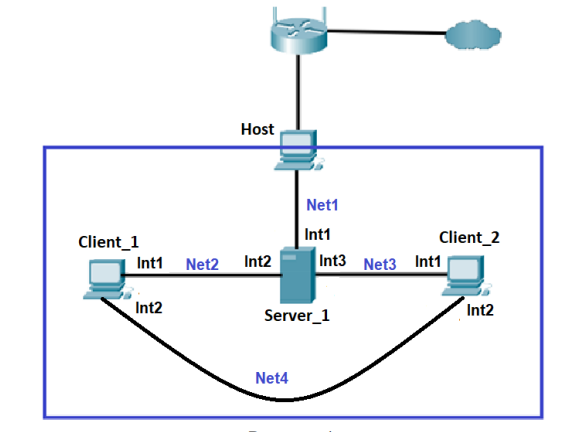 Host
Net1
Int1
Client_1
Client_2
Int1
Net2
Int2
Int3
Net3
Int1
Int2
Server_1
Int2
Net4